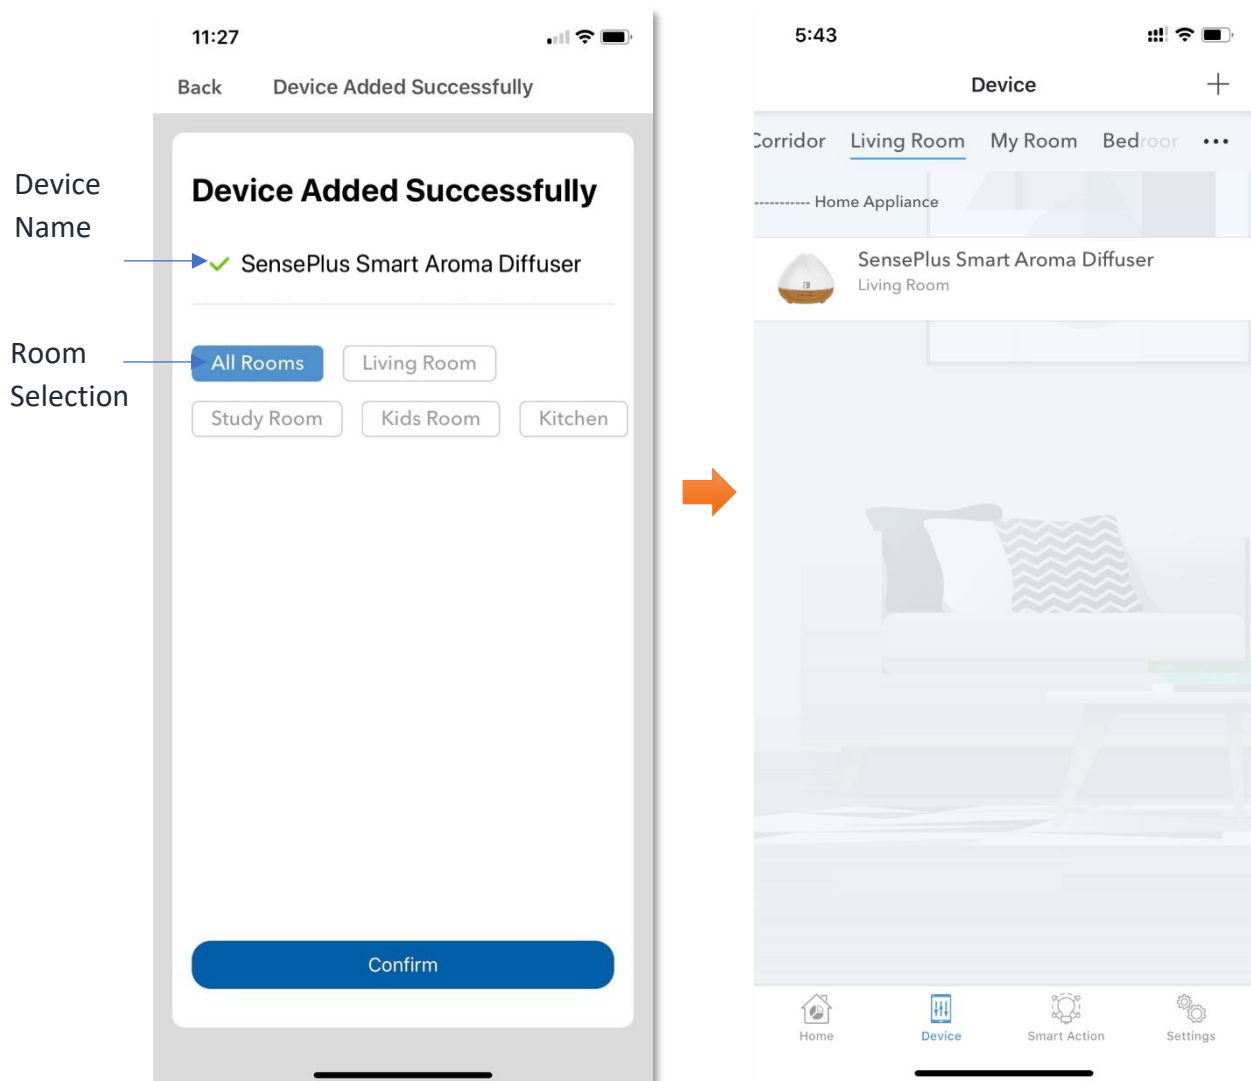 11:27
Back Device Added Successfully
Device Added Successfully
Device
Name
SensePlus Smart Aroma Diffuser
Room
Selection
All Rooms Living Room
Study Room Kids Room Kitchen
Confirm
5:43
Device
Corridor Living Room My Room Bedroor
----------- Home Appliance
SensePlus Smart Aroma Diffuser
Living Room
Home Device Smart Action Settings